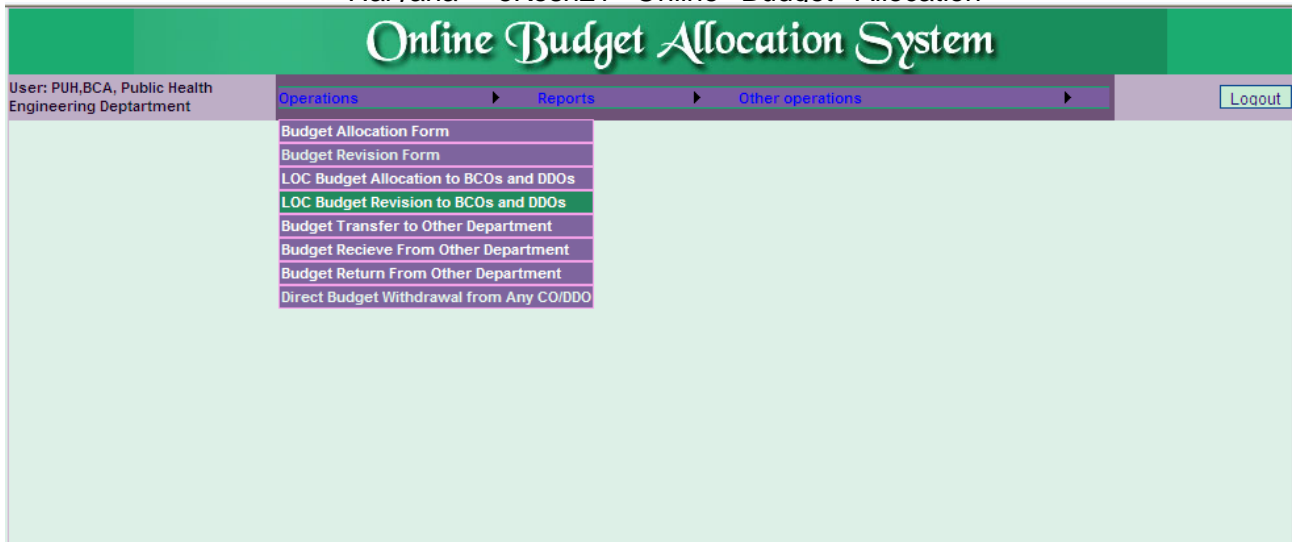 Online Budget Allocation
Online Budget Allocation System
User: PUH,BCA, Public Health
Engineering Deptartment
Operations Reports Other operations
Logout
Budget Allocation Form
Budget Revision Form
LOC Budget Allocation to BCOs and DDOs
LOC Budget Revision to BCOs and DDOs
Budget Transfer to Other Department
Budget Recieve From Other Department
Budget Return From Other Department
Direct Budget Withdrawal from Any CO/DDO